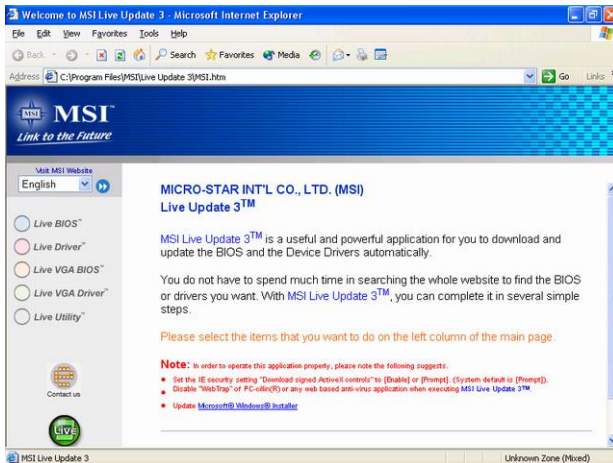 Welcome to MSI Live Update 3 - Microsoft Internet Explorer
File Edit View Favorites Tools Help
Back Search Favorites Media
Address C:\Program Files\MSI\Live Update 3\MSI.htm Go Links
MSI™
Link to the Future
Visit MSI Website
English
Live BIOS™
Live Driver™
Live VGA BIOS™
Live VGA Driver™
Live Utility™
Contact us
LIVE
MICRO-STAR INT'L CO., LTD. (MSI)
Live Update 3TM
MSI Live Update 3TM is a useful and powerful application for you to download and
update the BIOS and the Device Drivers automatically.
You do not have to spend much time in searching the whole website to find the BIOS
or drivers you want. With MSI Live Update 3TM, you can complete it in several simple
steps.
Please select the items that you want to do on the left column of the main page.
Note: In order to operate this application properly, please note the following suggests.
Set the IE security setting "Download signed ActiveX controls" to [Enable] or [Prompt]. (System default is [Prompt]).
Disable "WebTrap" of PC-cillin(R) or any web based anti-virus application when executing MSI Live Update 3TM.
Update Microsoft® Windows® Installer
MSI Live Update 3
Unknown Zone (Mixed)